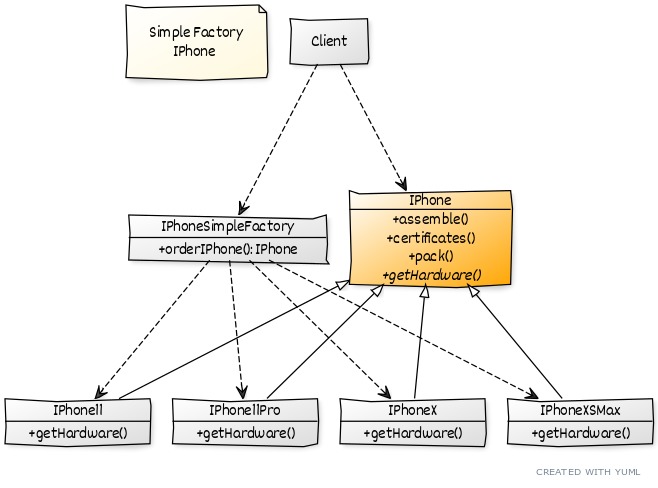 Simple Factory
IPhone
Client
IPhoneSimpleFactory
+orderIPhone(): IPhone
IPhone
+assemble()
+certificates()
+pack()
+getHardware()
IPhone11
+getHardware()
IPhone11Pro
+getHardware()
IPhoneX
+getHardware()
IPhoneXSMax
+getHardware()
CREATED WITH YUML